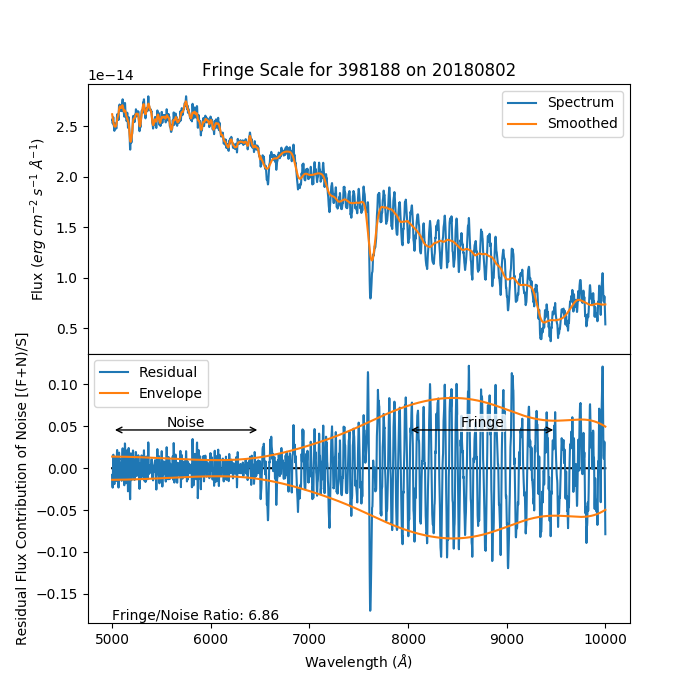 Fringe Scale for 398188 on 20180802
1e−14
Spectrum
Smoothed
2.5
2.0
1.5
1.0
0.5
Flux (erg cm⁻² s⁻¹ Å⁻¹)
Residual
Envelope
Noise
Fringe
0.10
0.05
0.00
−0.05
−0.10
−0.15
Residual Flux Contribution of Noise [(F+N)/S]
Fringe/Noise Ratio: 6.86
5000 6000 7000 8000 9000 10000
Wavelength (Å)